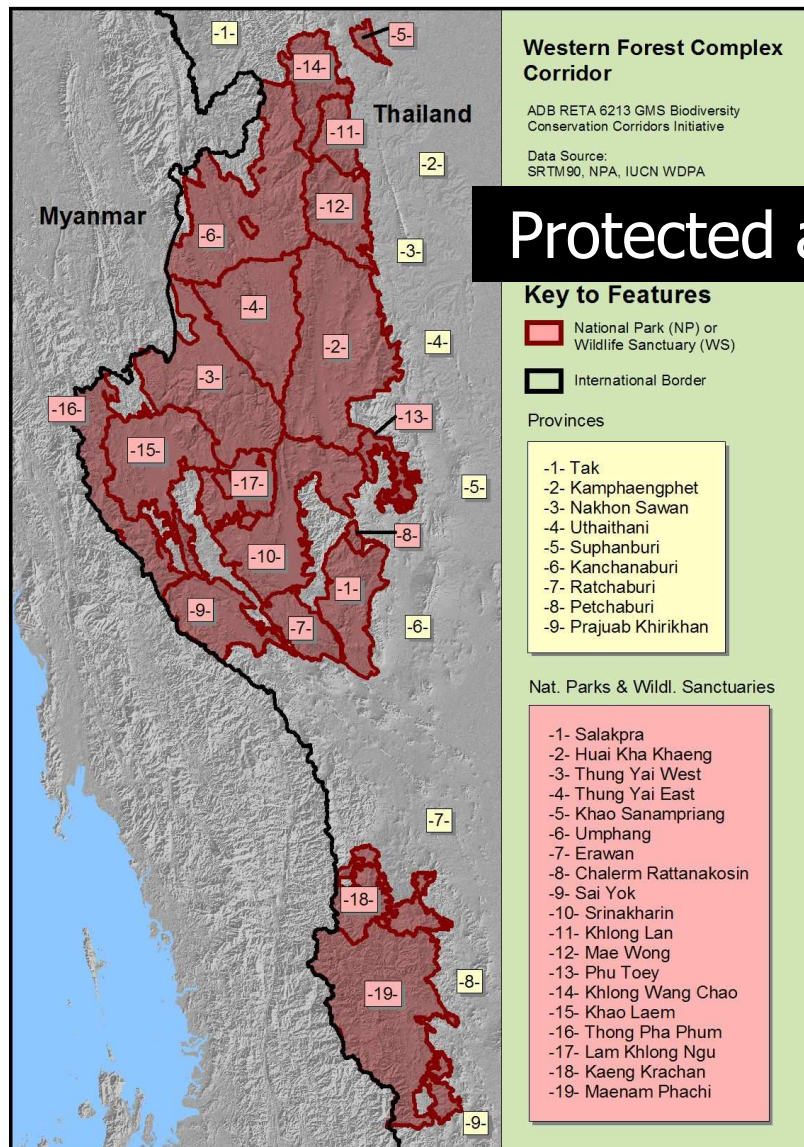 -1-
-5-
-14-
Thailand
-11-
-2-
-12-
Myanmar
-6-
-3-
-4-
-4-
-2-
-3-
-16-
-13-
-15-
-17-
-5-
-8-
-10-
-1-
-9-
-7-
-6-
-7-
-18-
-8-
-19-
-9-
Western Forest Complex
Corridor
ADB RETA 6213 GMS Biodiversity
Conservation Corridors Initiative
Data Source:
SRTM90, NPA, IUCN WDPA
Protected a
Key to Features
National Park (NP) or
Wildlife Sanctuary (WS)
International Border
Provinces
-1- Tak
-2- Kamphaengphet
-3- Nakhon Sawan
-4- Uthaithani
-5- Suphanburi
-6- Kanchanaburi
-7- Ratchaburi
-8- Petchaburi
-9- Prajuab Khirikhan
Nat. Parks & Wildl. Sanctuaries
-1- Salakpra
-2- Huai Kha Khaeng
-3- Thung Yai West
-4- Thung Yai East
-5- Khao Sanampriang
-6- Umphang
-7- Erawan
-8- Chalerm Rattanakosin
-9- Sai Yok
-10- Srinakharin
-11- Khlong Lan
-12- Mae Wong
-13- Phu Toey
-14- Khlong Wang Chao
-15- Khao Laem
-16- Thong Pha Phum
-17- Lam Khlong Ngu
-18- Kaeng Krachan
-19- Maenam Phachi